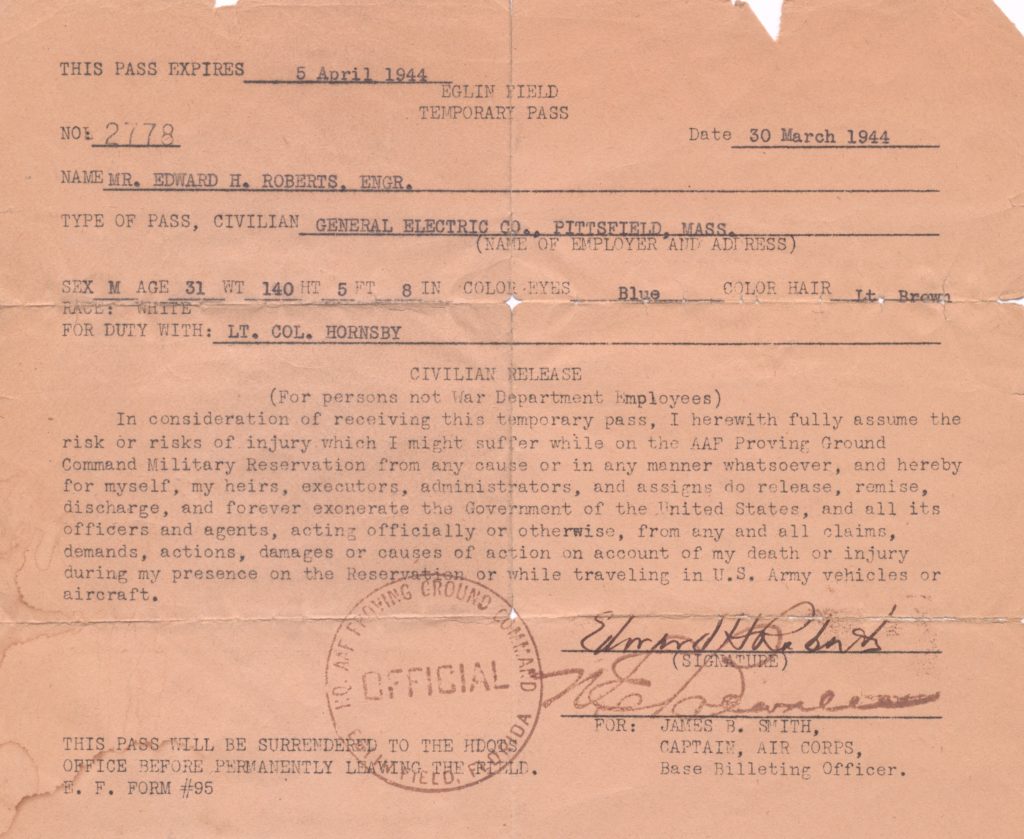 THIS PASS EXPIRES 5 April 1944
EGLIN FIELD
TEMPORARY PASS
NO. 2778 Date 30 March 1944
NAME MR. EDWARD H. ROBERTS, ENGR.
TYPE OF PASS, CIVILIAN GENERAL ELECTRIC CO., PITTSFIELD, MASS.
(NAME OF EMPLOYER AND ADDRESS)
SEX M AGE 31 WT 140 HT 5 FT 8 IN COLOR EYES Blue COLOR HAIR Lt. Brown
RACE: WHITE
FOR DUTY WITH: LT. COL. HORNSBY
CIVILIAN RELEASE
(For persons not War Department Employees)
In consideration of receiving this temporary pass, I herewith fully assume the
risk or risks of injury which I might suffer while on the AAF Proving Ground
Command Military Reservation from any cause or in any manner whatsoever, and hereby
for myself, my heirs, executors, administrators, and assigns do release, remise,
discharge, and forever exonerate the Government of the United States, and all its
officers and agents, acting officially or otherwise, from any and all claims,
demands, actions, damages or causes of action on account of my death or injury
during my presence on the Reservation or while traveling in U.S. Army vehicles or
aircraft.
Edward H Roberts
(SIGNATURE)
HQ. AAF PROVING GROUND COMMAND
OFFICIAL
EGLIN FIELD, FLORIDA
FOR: JAMES B. SMITH,
CAPTAIN, AIR CORPS,
Base Billeting Officer.
THIS PASS WILL BE SURRENDERED TO THE HDQTS
OFFICE BEFORE PERMANENTLY LEAVING THE FIELD.
E. F. FORM #95